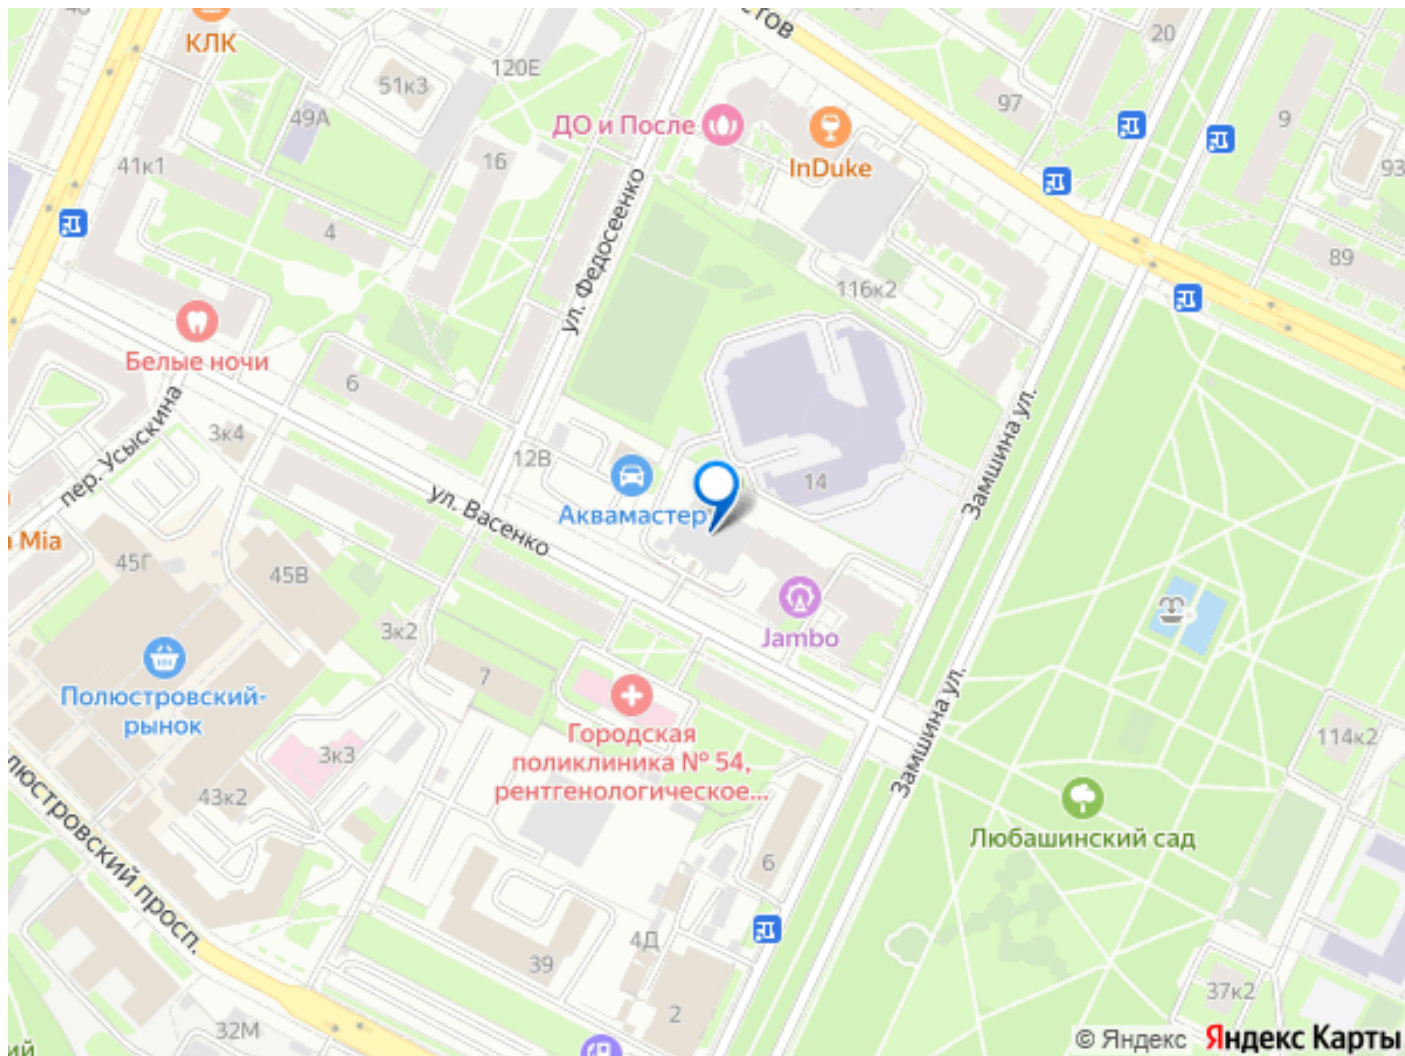 КЛК
120Е
20
51к3
97
49А
ДО и После
9
InDuke
41к1
16
93
4
ул. Федосеенко
89
116к2
Белые ночи
6
пер. Усыскина
3к4
12В
Замшина ул.
14
ул. Васенко
Аквамастер
Mia
45Г
45В
3к2
Jambo
7
Полюстровский-
рынок
Замшина ул.
Городская
поликлиника № 54,
рентгенологическое...
114к2
3к3
43к2
Любашинский сад
6
люстровский просп.
4Д
39
37к2
2
32М
© Яндекс Яндекс Карты